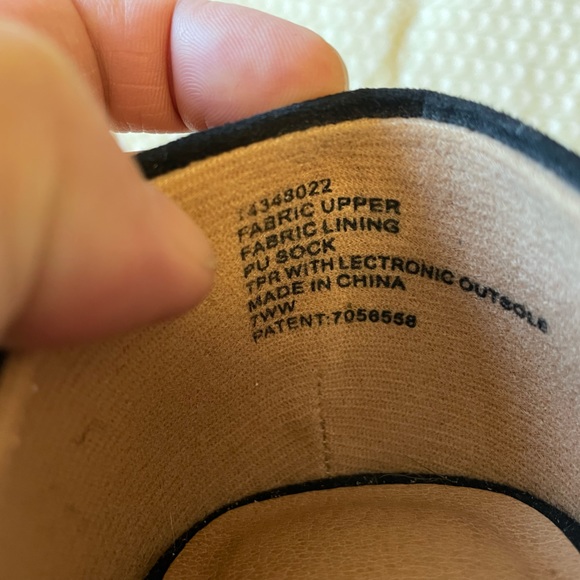 14348022
FABRIC UPPER
FABRIC LINING
PU SOCK
TPR WITH LECTRONIC OUTSOLE
MADE IN CHINA
7WW
PATENT:7056558